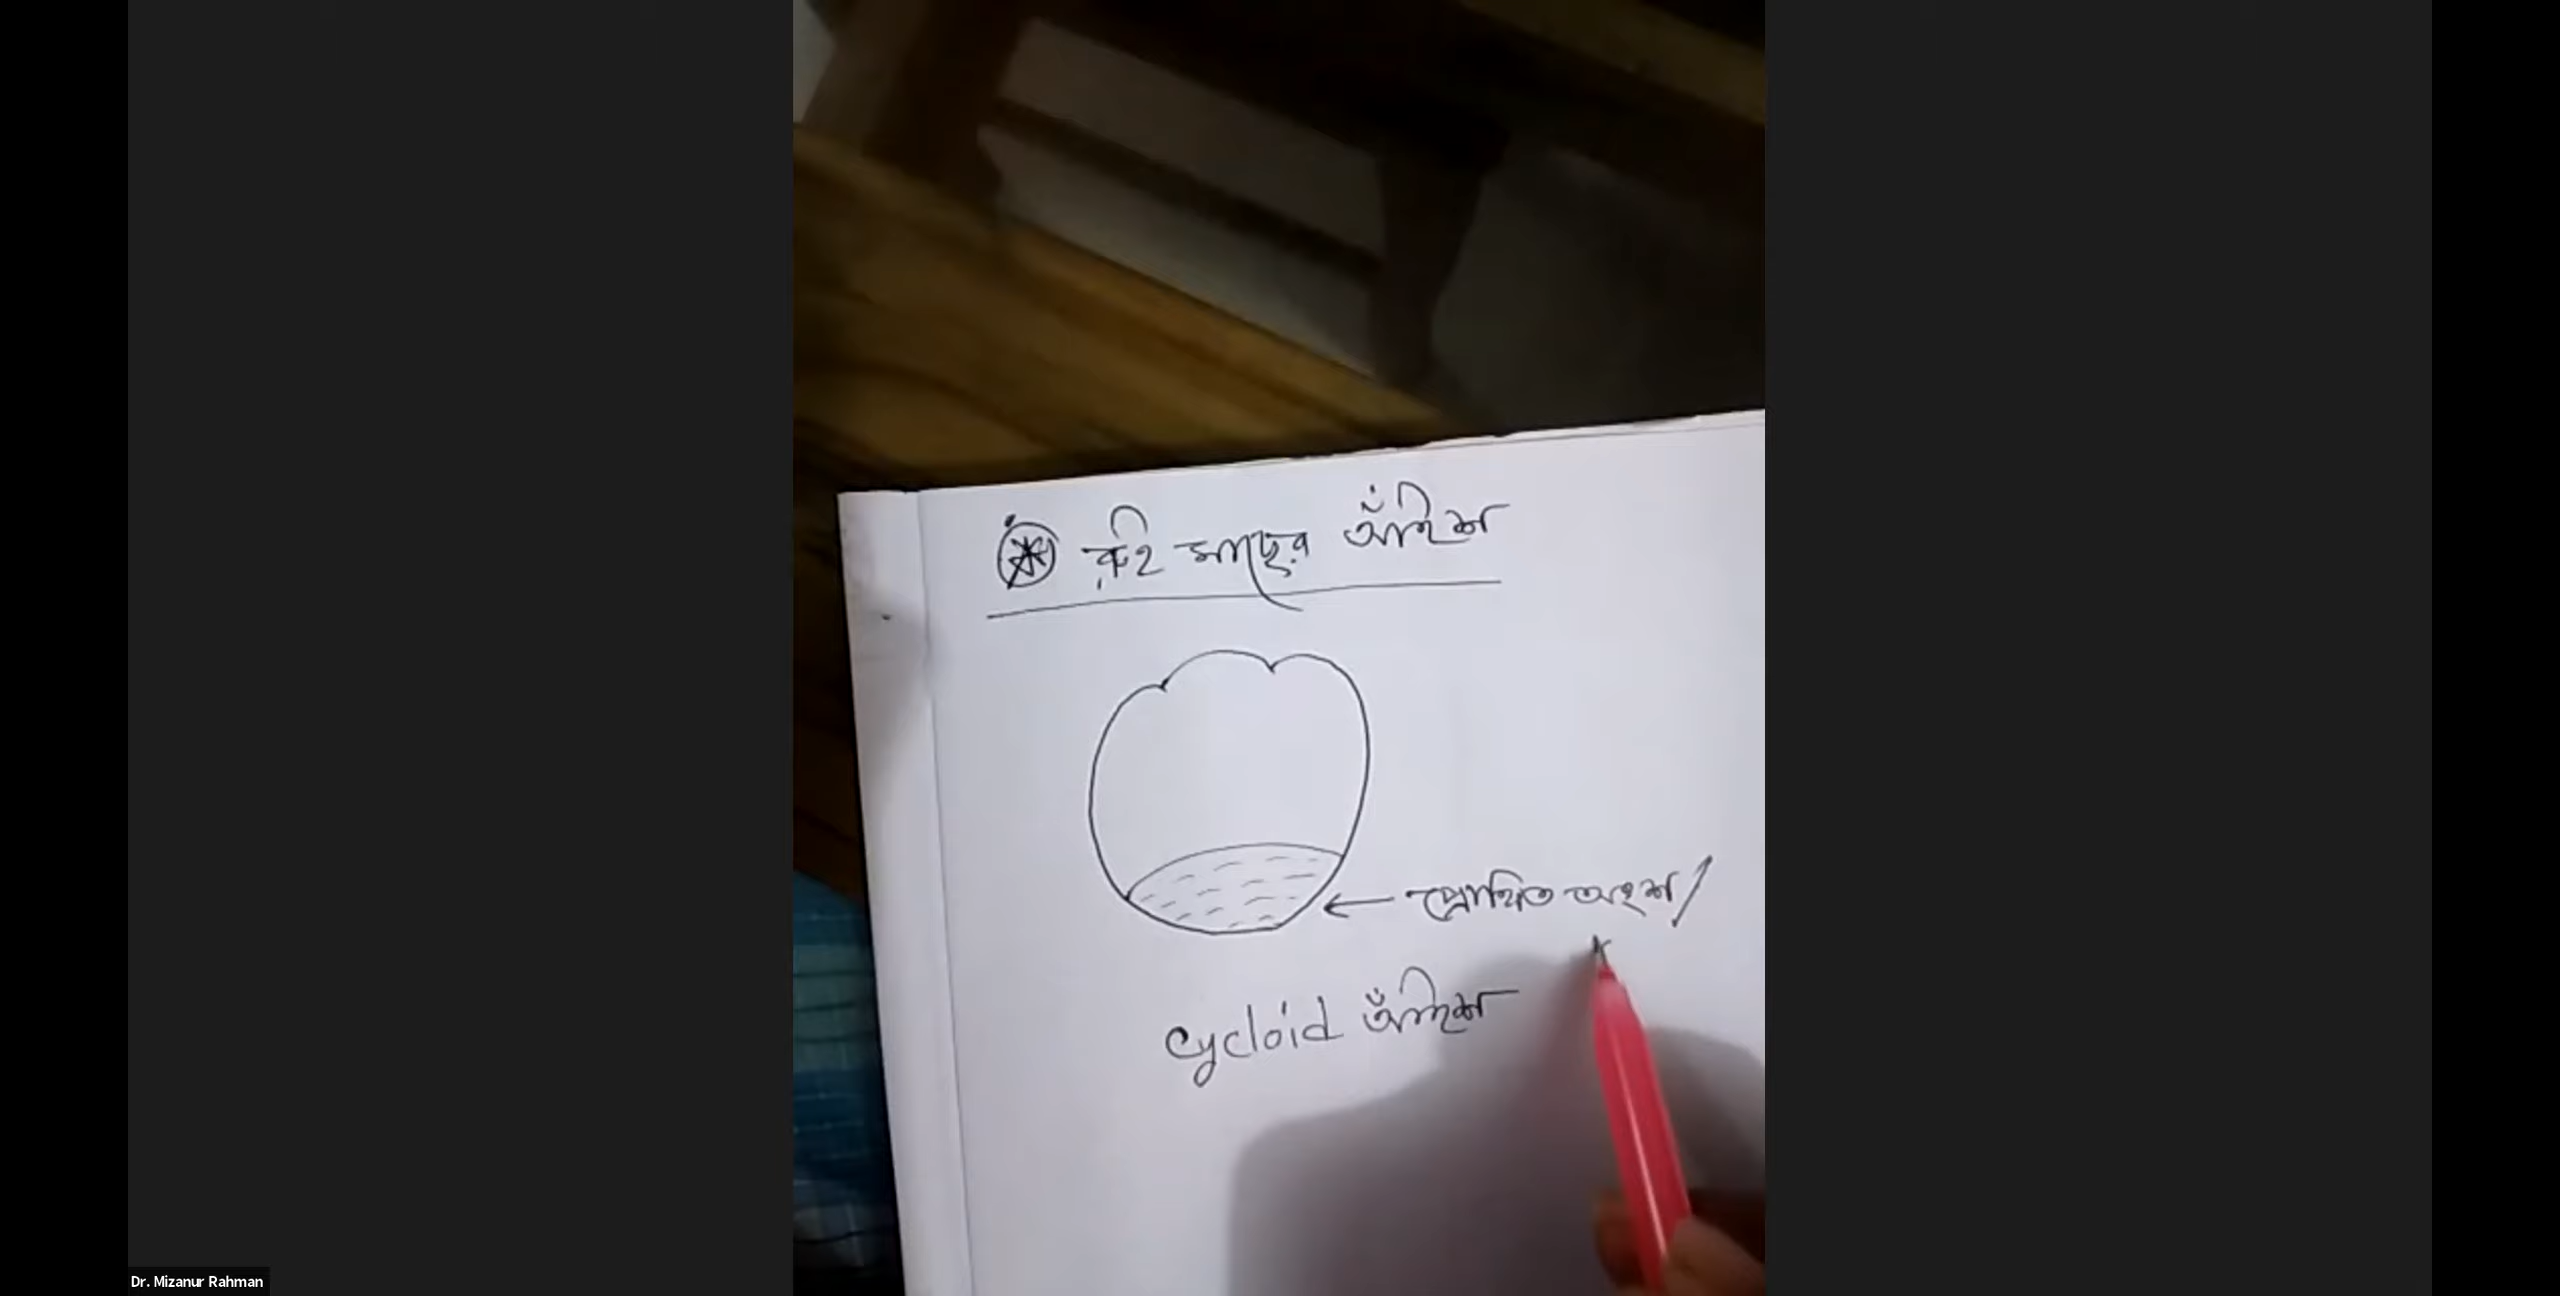 রুই মাছের আঁইশ
প্রোথিত অংশ/
Cycloid আঁইশ
Dr. Mizanur Rahman